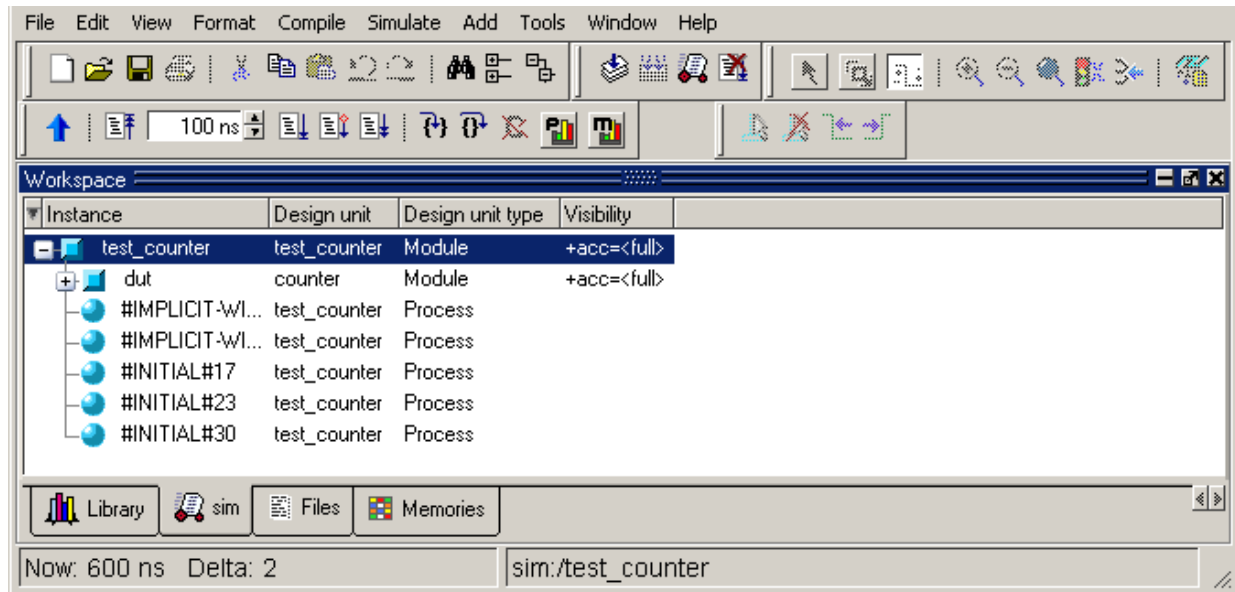 File Edit View Format Compile Simulate Add Tools Window Help
100 ns
Workspace
Instance Design unit Design unit type Visibility
test_counter test_counter Module +acc=<full>
dut counter Module +acc=<full>
#IMPLICIT-WI... test_counter Process
#IMPLICIT-WI... test_counter Process
#INITIAL#17 test_counter Process
#INITIAL#23 test_counter Process
#INITIAL#30 test_counter Process
Library sim Files Memories
Now: 600 ns Delta: 2 sim:/test_counter